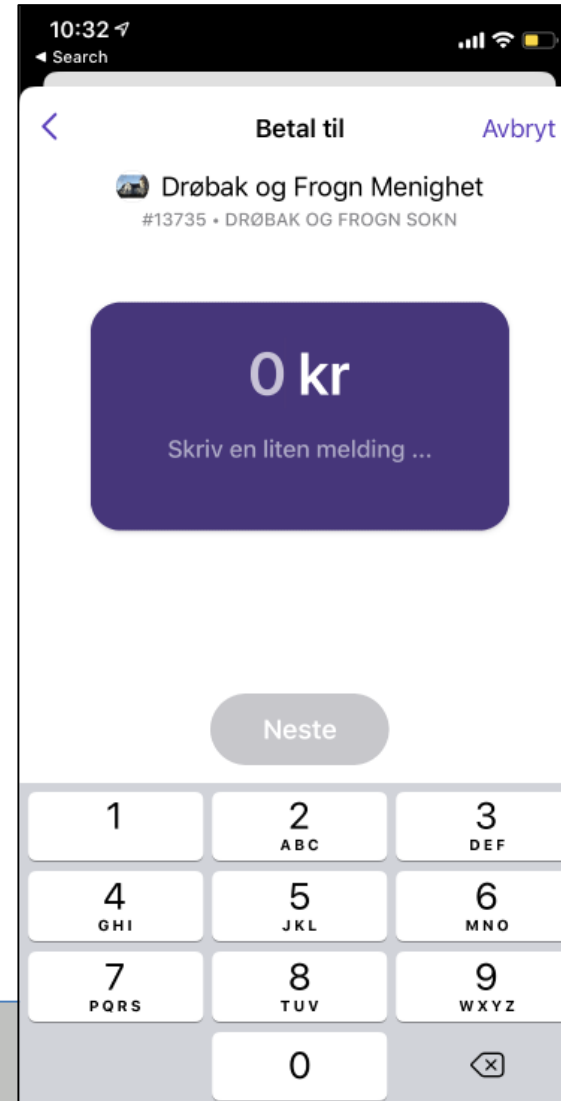 10:32
◀ Search
Betal til
Avbryt
Drøbak og Frogn Menighet
#13735 • DRØBAK OG FROGN SOKN
0 kr
Skriv en liten melding ...
Neste
1 2 3
ABC DEF
4 5 6
GHI JKL MNO
7 8 9
PQRS TUV WXYZ
0